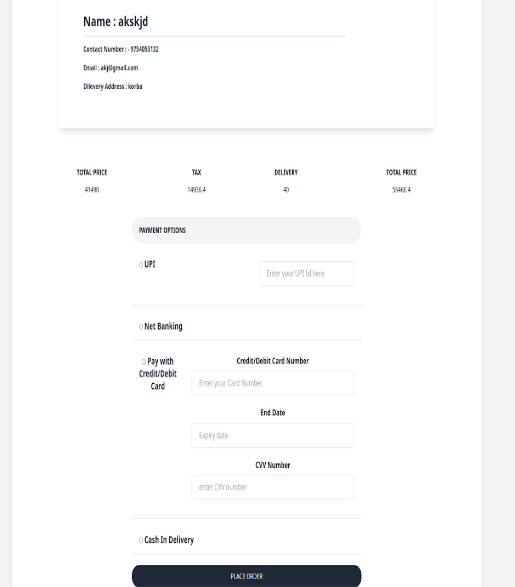 Name : akskjd
Contact Number : - 9754055132
Email : akj@gmail.com
Dilevery Address : korba
TOTAL PRICE TAX DELIVERY TOTAL PRICE
41490 14936.4 40 56466.4
PAYMENT OPTIONS
UPI Enter your UPI Id here
Net Banking
Pay with
Credit/Debit
Card
Credit/Debit Card Number
Enter your Card Number
End Date
Expiry date
CVV Number
enter CVV number
Cash In Delivery
PLACE ORDER